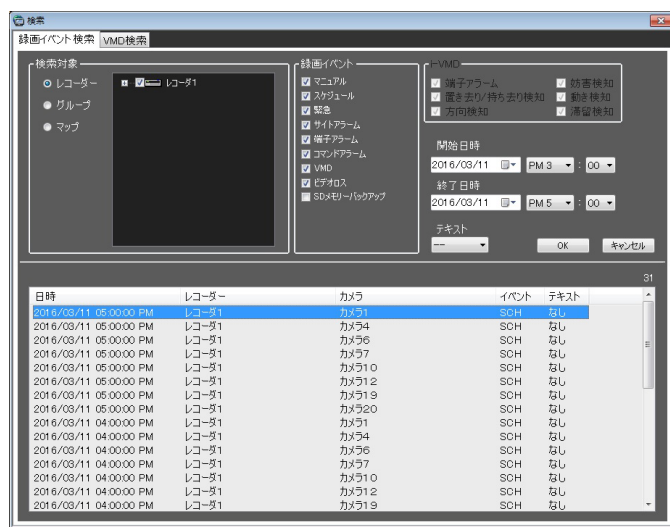 検索
録画イベント検索 VMD検索
検索対象
レコーダー
グループ
マップ
レコーダ1
録画イベント
マニュアル
スケジュール
緊急
サイトアラーム
端子アラーム
コマンドアラーム
VMD
ビデオロス
SDメモリーバックアップ
i-VMD
端子アラーム 妨害検知
置き去り/持ち去り検知 動き検知
方向検知 滞留検知
開始日時
2016/03/11 PM 3 : 00
終了日時
2016/03/11 PM 5 : 00
テキスト
--
OK キャンセル
31
日時 レコーダー カメラ イベント テキスト
2016/03/11 05:00:00 PM レコーダ1 カメラ1 SCH なし
2016/03/11 05:00:00 PM レコーダ1 カメラ4 SCH なし
2016/03/11 05:00:00 PM レコーダ1 カメラ6 SCH なし
2016/03/11 05:00:00 PM レコーダ1 カメラ7 SCH なし
2016/03/11 05:00:00 PM レコーダ1 カメラ10 SCH なし
2016/03/11 05:00:00 PM レコーダ1 カメラ12 SCH なし
2016/03/11 05:00:00 PM レコーダ1 カメラ19 SCH なし
2016/03/11 05:00:00 PM レコーダ1 カメラ20 SCH なし
2016/03/11 04:00:00 PM レコーダ1 カメラ1 SCH なし
2016/03/11 04:00:00 PM レコーダ1 カメラ4 SCH なし
2016/03/11 04:00:00 PM レコーダ1 カメラ6 SCH なし
2016/03/11 04:00:00 PM レコーダ1 カメラ7 SCH なし
2016/03/11 04:00:00 PM レコーダ1 カメラ10 SCH なし
2016/03/11 04:00:00 PM レコーダ1 カメラ12 SCH なし
2016/03/11 04:00:00 PM レコーダ1 カメラ19 SCH なし